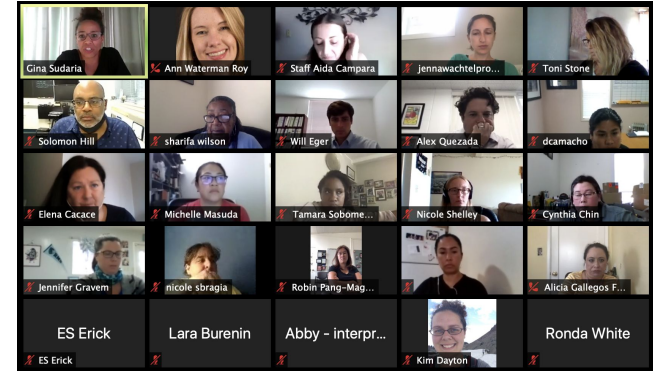 Gina Sudaria
Ann Waterman Roy
Staff Aida Campara
jennawachtelpro...
Toni Stone
Solomon Hill
sharifa wilson
Will Eger
Alex Quezada
dcamacho
Elena Cacace
Michelle Masuda
Tamara Sobome...
Nicole Shelley
Cynthia Chin
Jennifer Gravem
nicole sbragia
Robin Pang-Mag...
Alicia Gallegos F...
ES Erick
Lara Burenin
Abby - interpr...
Ronda White
ES Erick
Kim Dayton